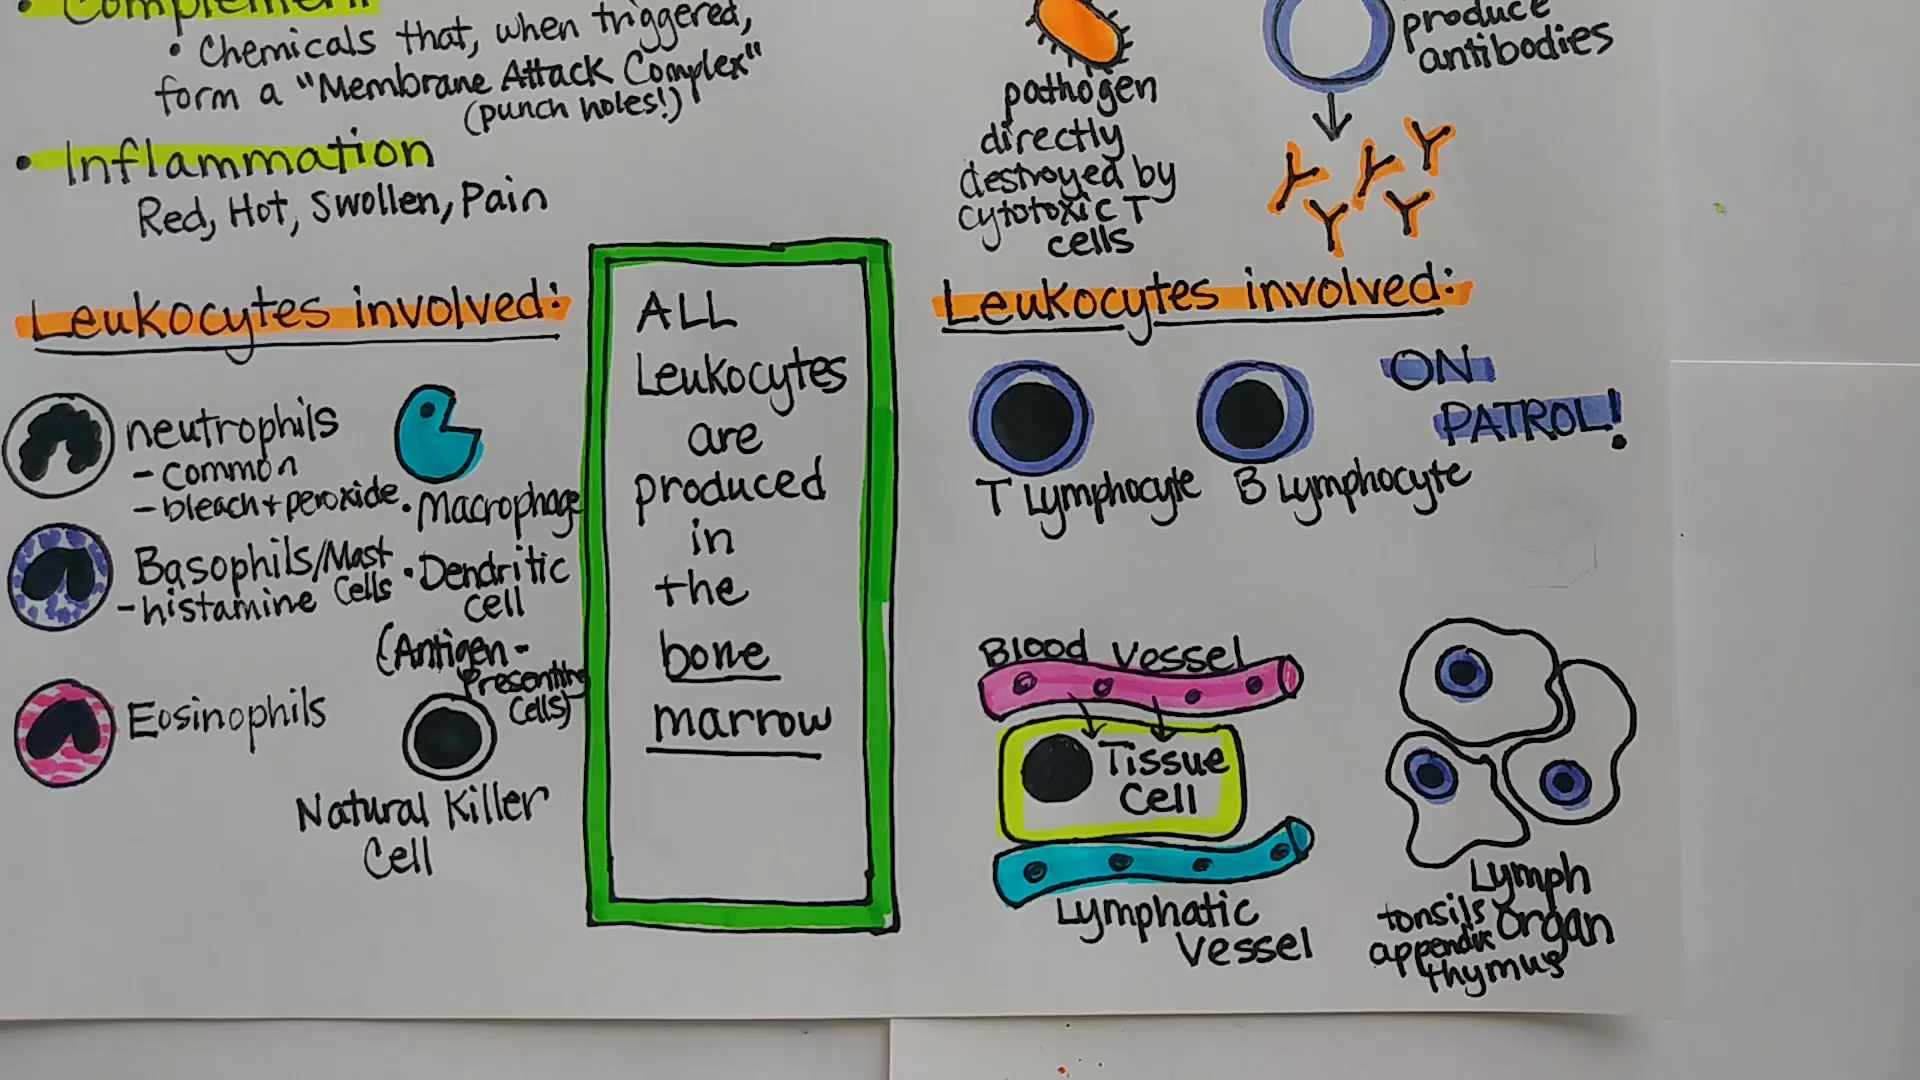 • Complement
• Chemicals that, when triggered,
form a "Membrane Attack Complex"
(punch holes!)
• Inflammation
Red, Hot, Swollen, Pain
Leukocytes involved:
neutrophils
- common
- bleach + peroxide
Basophils/Mast
Cells
- histamine
Eosinophils
• Macrophage
• Dendritic
cell
(Antigen-
Presenting
Cells)
Natural Killer
Cell
ALL
Leukocytes
are
produced
in
the
bone
marrow
pathogen
directly
destroyed by
cytotoxic T
cells
produce
antibodies
Leukocytes involved:
T Lymphocyte
B Lymphocyte
ON
PATROL!
Blood Vessel
Tissue
Cell
Lymphatic
Vessel
Lymph
Organ
tonsils
appendix
thymus